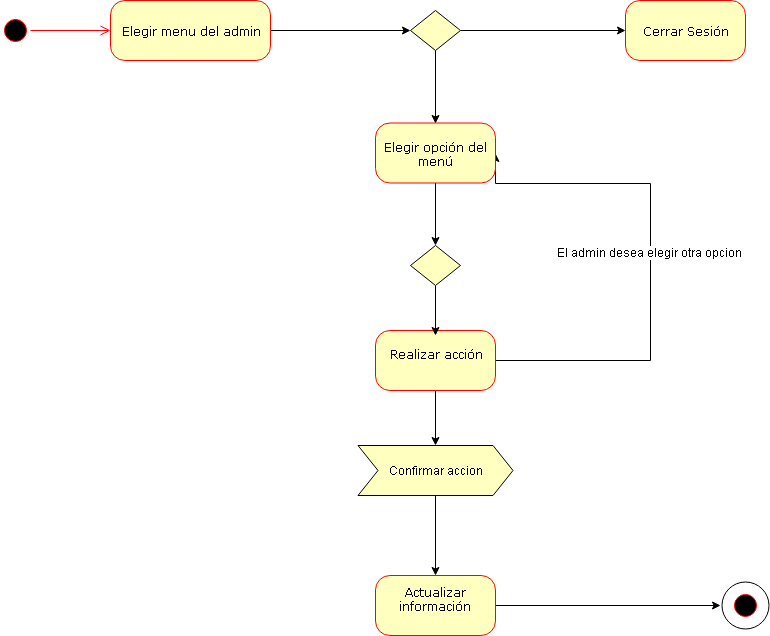 Elegir menu del admin
Cerrar Sesión
Elegir opción del
menú
El admin desea elegir otra opcion
Realizar acción
Confirmar accion
Actualizar
información